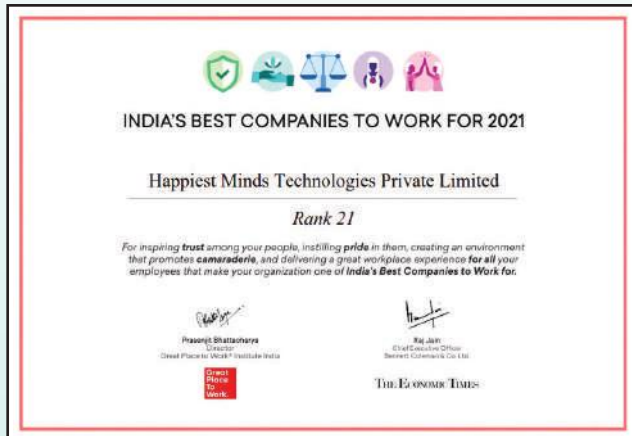 INDIA'S BEST COMPANIES TO WORK FOR 2021
Happiest Minds Technologies Private Limited
Rank 21
For inspiring trust among your people, instilling pride in them, creating an environment
that promotes camaraderie, and delivering a great workplace experience for all your
employees that make your organization one of India's Best Companies to Work for.
Prasenjit Bhattacharya
Director
Great Place to Work® Institute India
Great
Place
To
Work.
Raj Jain
Chief Executive Officer
Bennett Coleman & Co Ltd
THE ECONOMIC TIMES